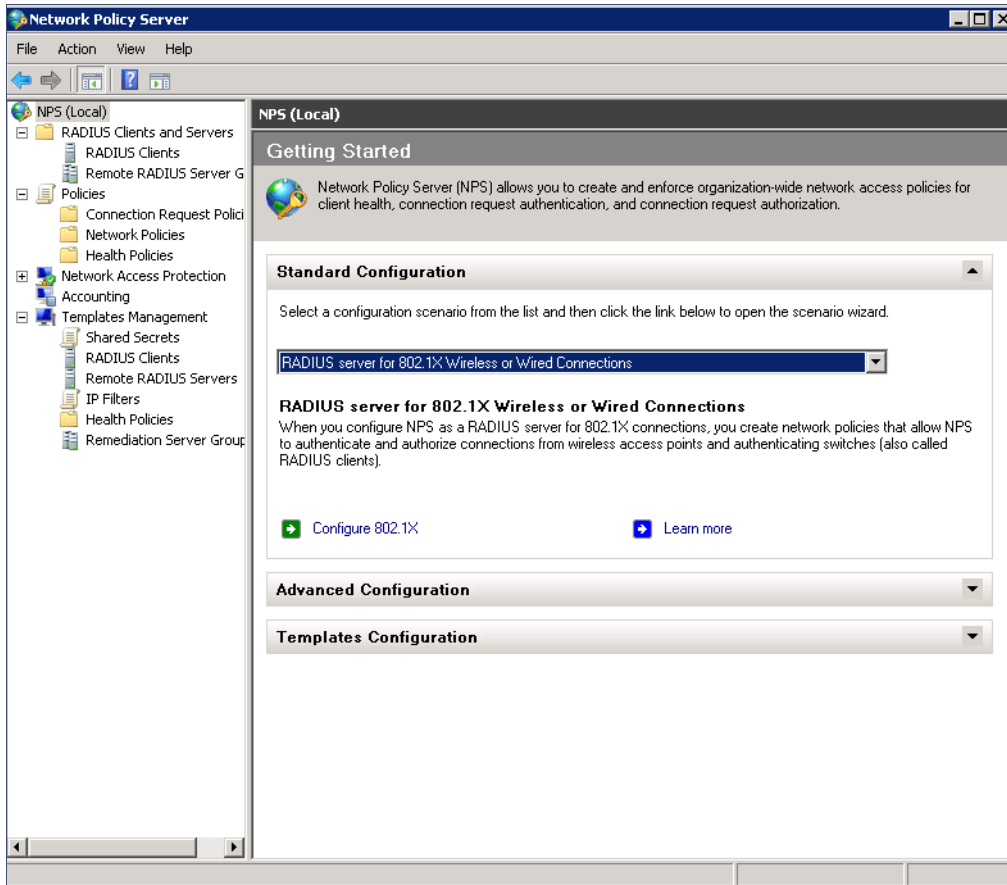 Network Policy Server
File Action View Help
NPS (Local)
RADIUS Clients and Servers
RADIUS Clients
Remote RADIUS Server G
Policies
Connection Request Polici
Network Policies
Health Policies
Network Access Protection
Accounting
Templates Management
Shared Secrets
RADIUS Clients
Remote RADIUS Servers
IP Filters
Health Policies
Remediation Server Group
NPS (Local)
Getting Started
Network Policy Server (NPS) allows you to create and enforce organization-wide network access policies for
client health, connection request authentication, and connection request authorization.
Standard Configuration
Select a configuration scenario from the list and then click the link below to open the scenario wizard.
RADIUS server for 802.1X Wireless or Wired Connections
RADIUS server for 802.1X Wireless or Wired Connections
When you configure NPS as a RADIUS server for 802.1X connections, you create network policies that allow NPS
to authenticate and authorize connections from wireless access points and authenticating switches (also called
RADIUS clients).
Configure 802.1X Learn more
Advanced Configuration
Templates Configuration